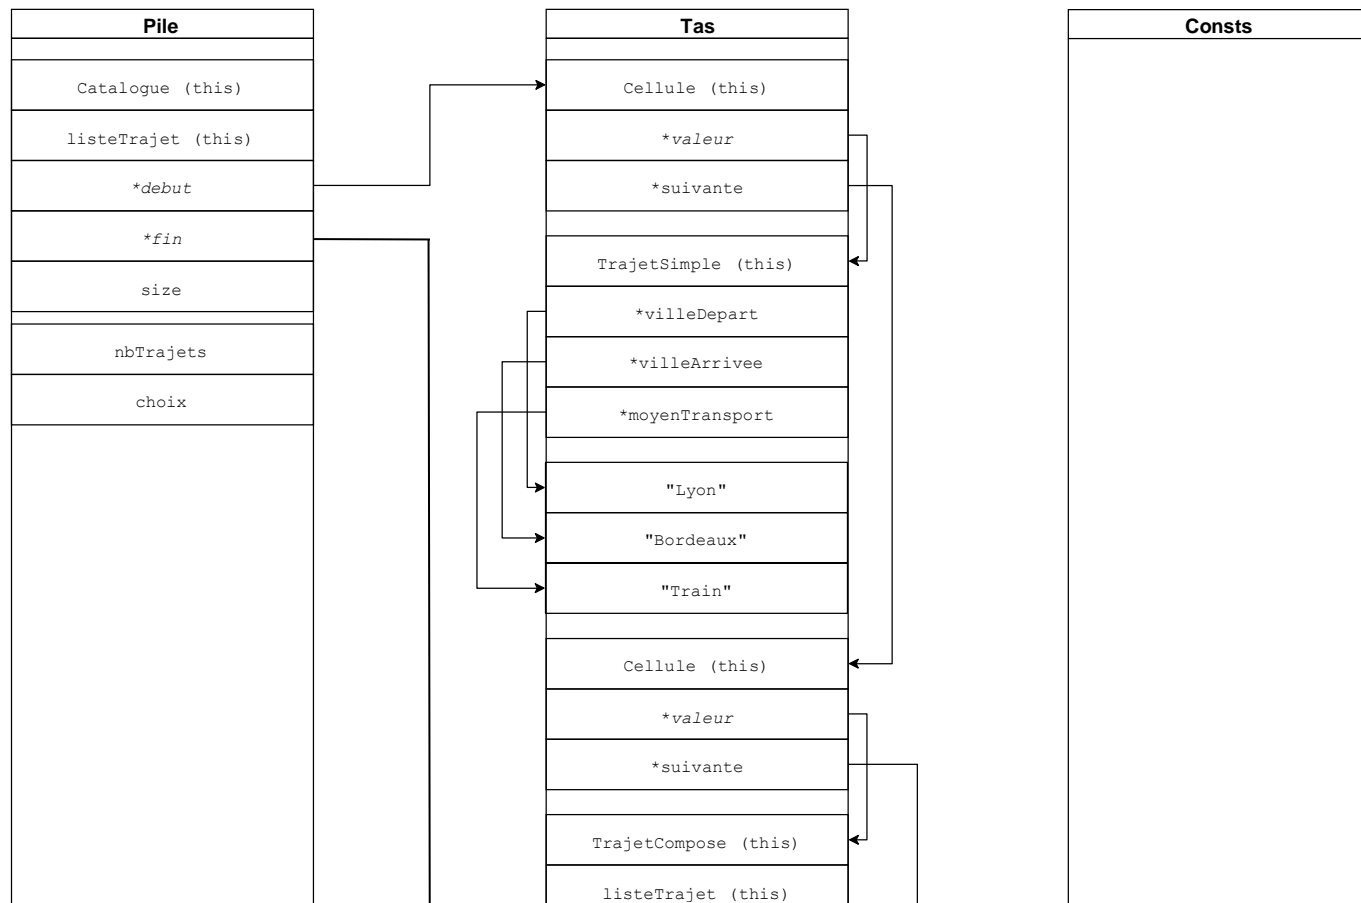 Pile
Catalogue (this)
listeTrajet (this)
*debut
*fin
size
nbTrajets
choix
Tas
Cellule (this)
*valeur
*suivante
TrajetSimple (this)
*villeDepart
*villeArrivee
*moyenTransport
"Lyon"
"Bordeaux"
"Train"
Cellule (this)
*valeur
*suivante
TrajetCompose (this)
listeTrajet (this)
Consts